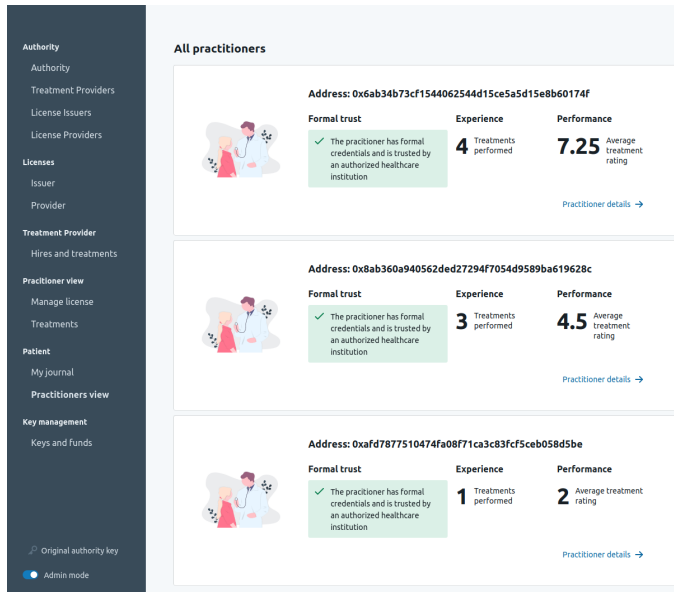 Authority
Authority
Treatment Providers
License Issuers
License Providers
Licenses
Issuer
Provider
Treatment Provider
Hires and treatments
Pracitioner view
Manage license
Treatments
Patient
My journal
Practitioners view
Key management
Keys and funds
Original authority key
Admin mode
All practitioners
Address: 0x6ab34b73cf1544062544d15ce5a5d15e8b60174f
Formal trust
The pracitioner has formal
credentials and is trusted by
an authorized healthcare
institution
Experience
4 Treatments
performed
Performance
7.25 Average
treatment
rating
Practitioner details →
Address: 0x8ab360a940562ded27294f7054d9589ba619628c
Formal trust
The pracitioner has formal
credentials and is trusted by
an authorized healthcare
institution
Experience
3 Treatments
performed
Performance
4.5 Average
treatment
rating
Practitioner details →
Address: 0xafd7877510474fa08f71ca3c83fcf5ceb058d5be
Formal trust
The pracitioner has formal
credentials and is trusted by
an authorized healthcare
institution
Experience
1 Treatments
performed
Performance
2 Average treatment
rating
Practitioner details →